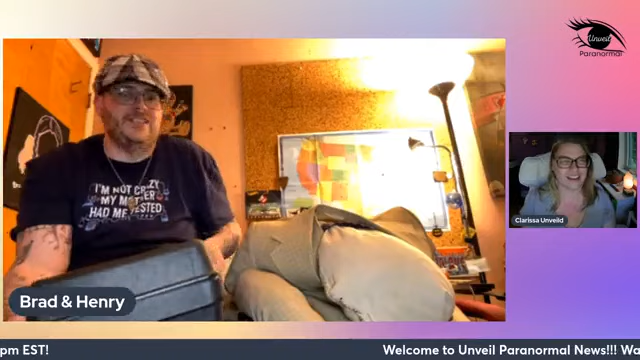 Unveil
Paranormal
I'M NOT CRAZY
MY MOTHER
HAD ME TESTED
Clarissa Unveild
Brad & Henry
pm EST!
Welcome to Unveil Paranormal News!!! Wa